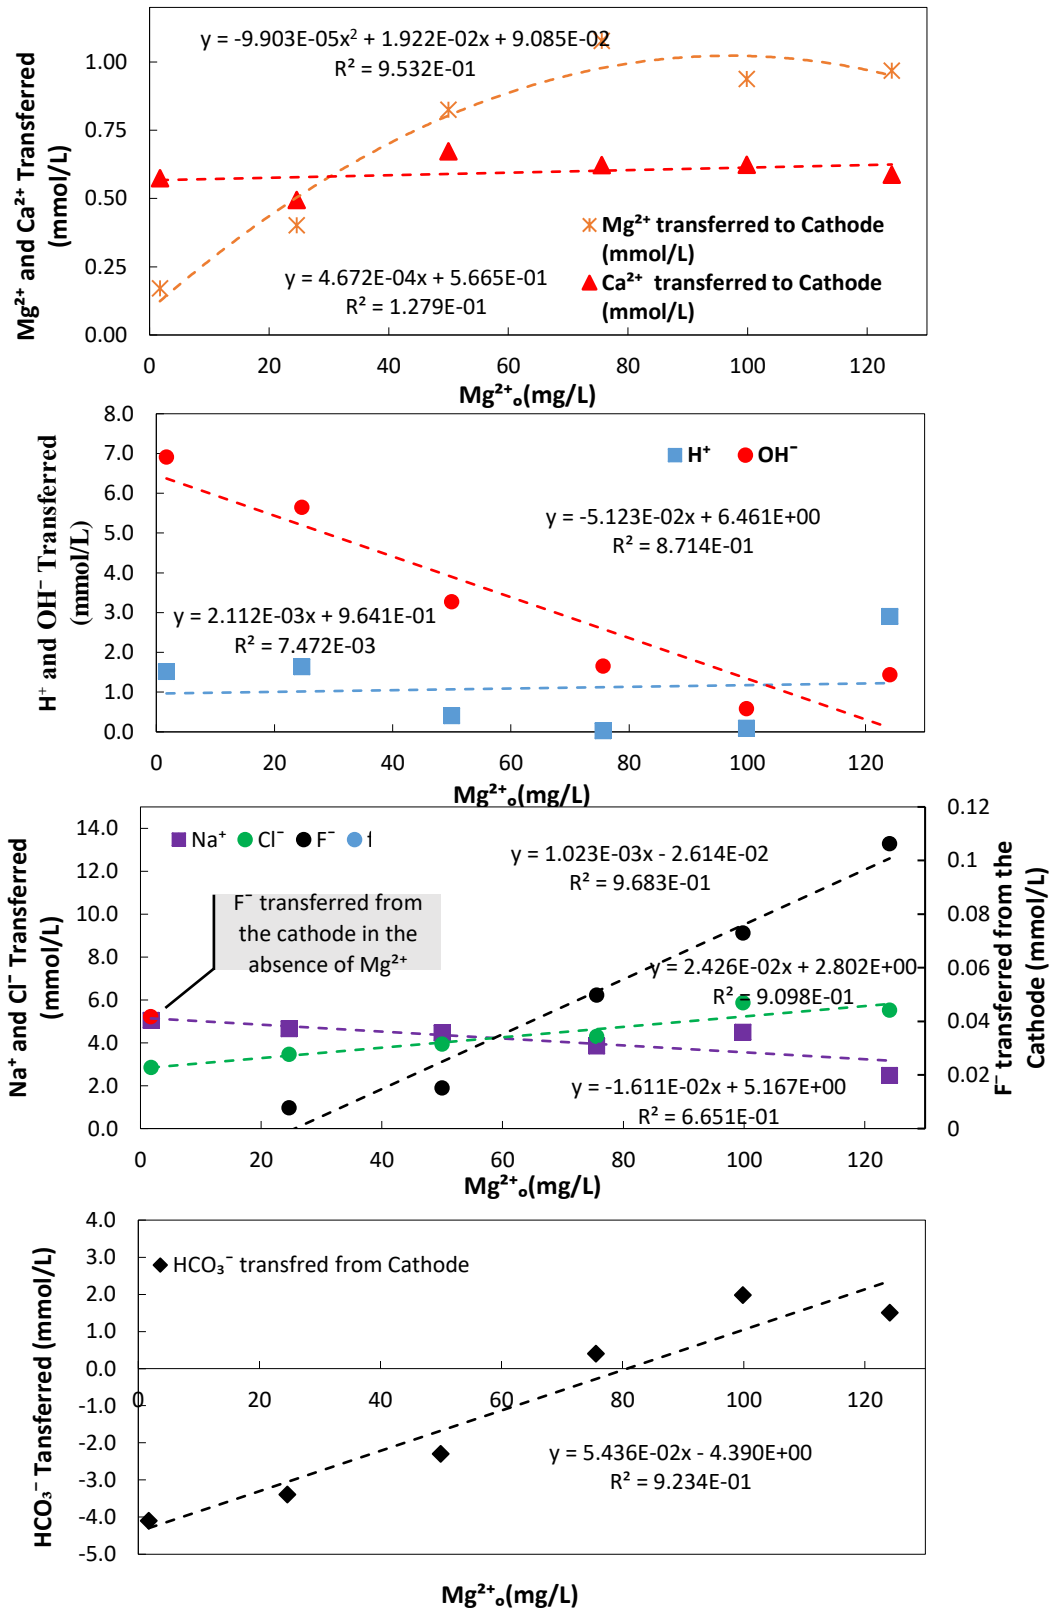 y = -9.903E-05x² + 1.922E-02x + 9.085E-02
R² = 9.532E-01
1.00
0.75
0.50
0.25
0.00
Mg²⁺ and Ca²⁺ Transferred
(mmol/L)
Mg²⁺ transferred to Cathode
(mmol/L)
Ca²⁺ transferred to Cathode
(mmol/L)
y = 4.672E-04x + 5.665E-01
R² = 1.279E-01
0 20 40 60 80 100 120
Mg²⁺ₒ(mg/L)
8.0
7.0
6.0
5.0
4.0
3.0
2.0
1.0
0.0
H⁺ and OH⁻ Transferred
(mmol/L)
H⁺ OH⁻
y = -5.123E-02x + 6.461E+00
R² = 8.714E-01
y = 2.112E-03x + 9.641E-01
R² = 7.472E-03
0 20 40 60 80 100 120
Mg²⁺ₒ(mg/L)
14.0
12.0
10.0
8.0
6.0
4.0
2.0
0.0
Na⁺ and Cl⁻ Transferred
(mmol/L)
Na⁺ Cl⁻ F⁻
y = 1.023E-03x - 2.614E-02
R² = 9.683E-01
F⁻ transferred from
the cathode in the
absence of Mg²⁺
y = 2.426E-02x + 2.802E+00
R² = 9.098E-01
y = -1.611E-02x + 5.167E+00
R² = 6.651E-01
0.12
0.1
0.08
0.06
0.04
0.02
0
F⁻ transferred from the
Cathode (mmol/L)
0 20 40 60 80 100 120
Mg²⁺ₒ(mg/L)
4.0
3.0
2.0
1.0
0.0
-1.0
-2.0
-3.0
-4.0
-5.0
HCO₃⁻ Tansferred (mmol/L)
HCO₃⁻ transfred from Cathode
0 20 40 60 80 100 120
y = 5.436E-02x - 4.390E+00
R² = 9.234E-01
Mg²⁺ₒ(mg/L)